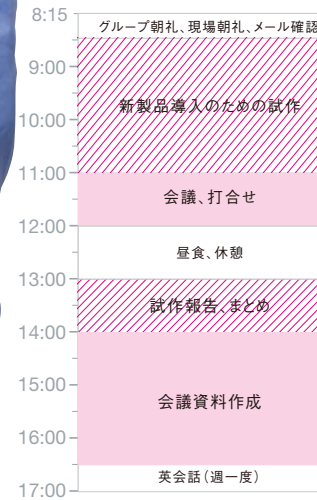 8:15
グループ朝礼、現場朝礼、メール確認
9:00
新製品導入のための試作
10:00
11:00
会議、打合せ
12:00
昼食、休憩
13:00
試作報告、まとめ
14:00
15:00
会議資料作成
16:00
英会話（週一度）
17:00